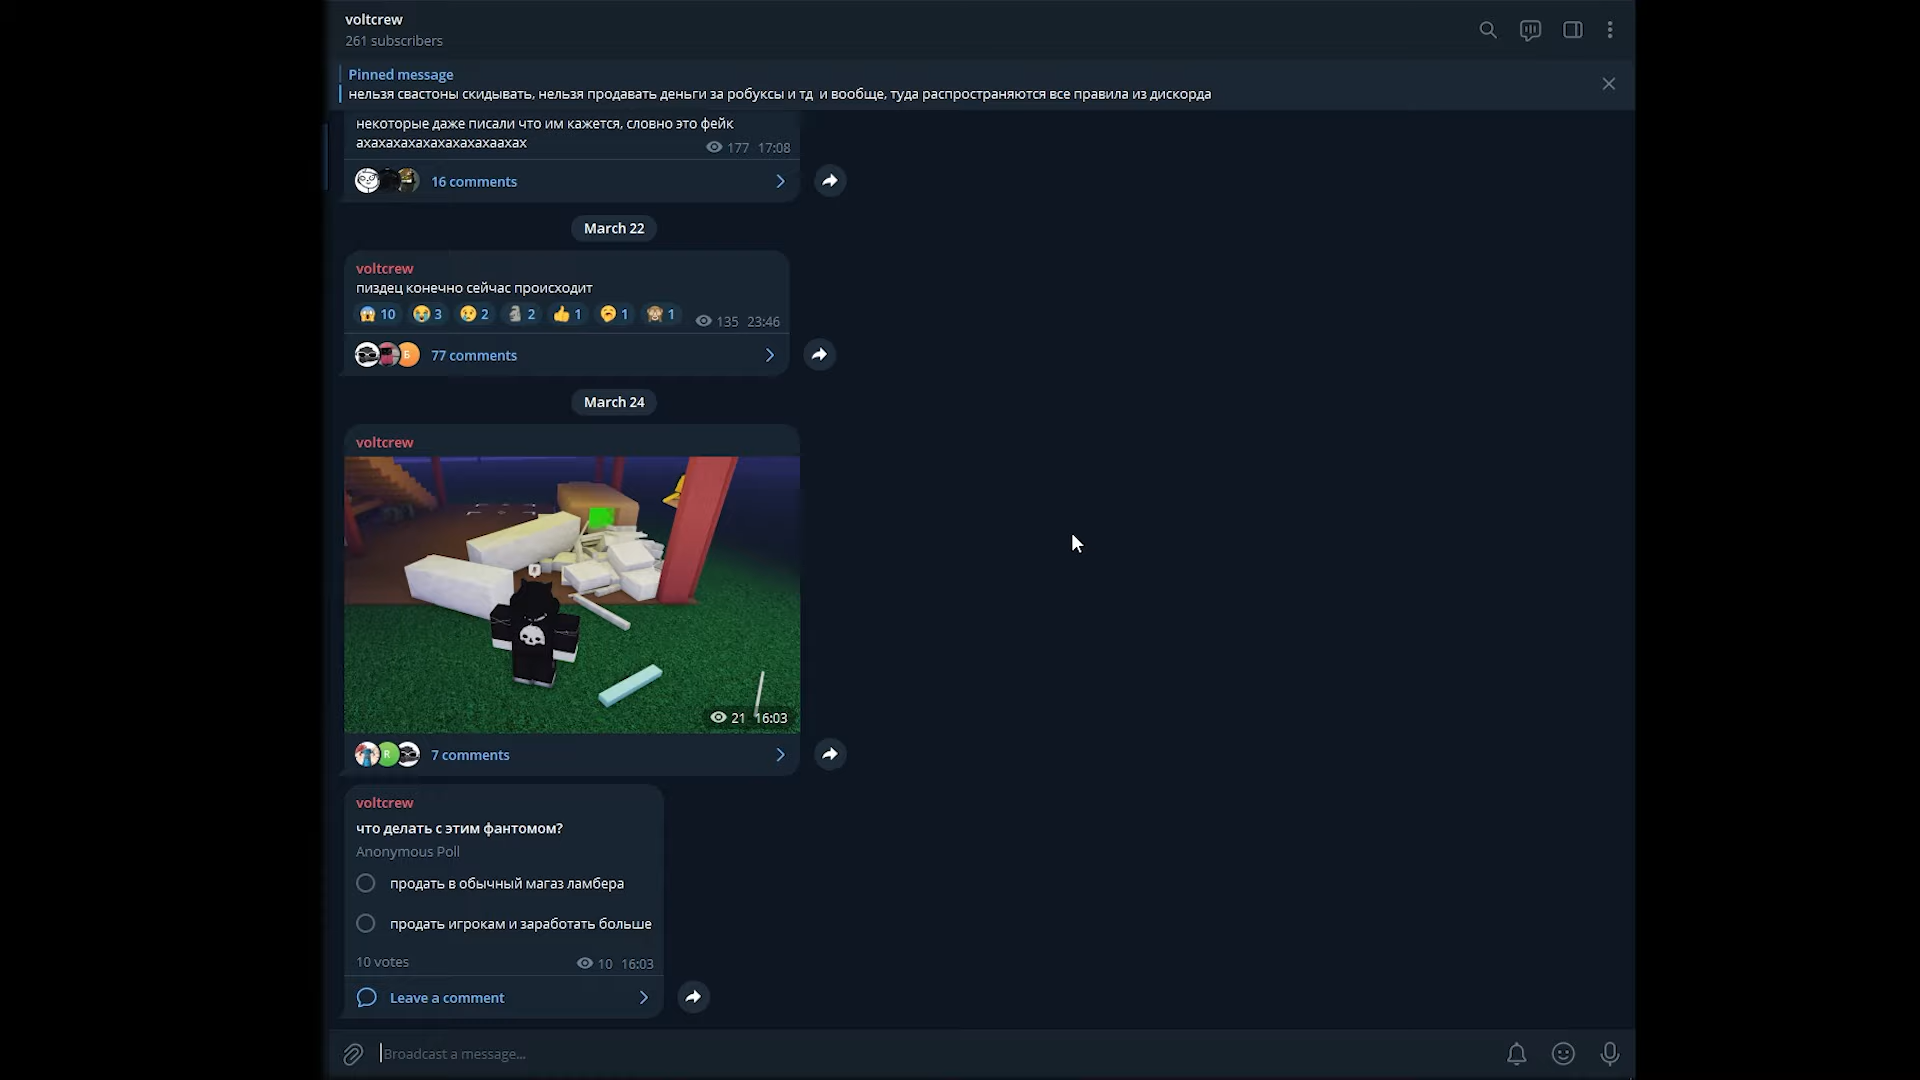 voltcrew
261 subscribers
Pinned message
нельзя свастоны скидывать, нельзя продавать деньги за робуксы и тд и вообще, туда распространяются все правила из дискорда
некоторые даже писали что им кажется, словно это фейк
ахахахахахахахахахаахах
177 17:08
16 comments
March 22
voltcrew
пиздец конечно сейчас происходит
10 3 2 2 1 1 1
135 23:46
Б
77 comments
March 24
voltcrew
21 16:03
R
7 comments
voltcrew
что делать с этим фантомом?
Anonymous Poll
продать в обычный магаз ламбера
продать игрокам и заработать больше
10 votes
10 16:03
Leave a comment
Broadcast a message...